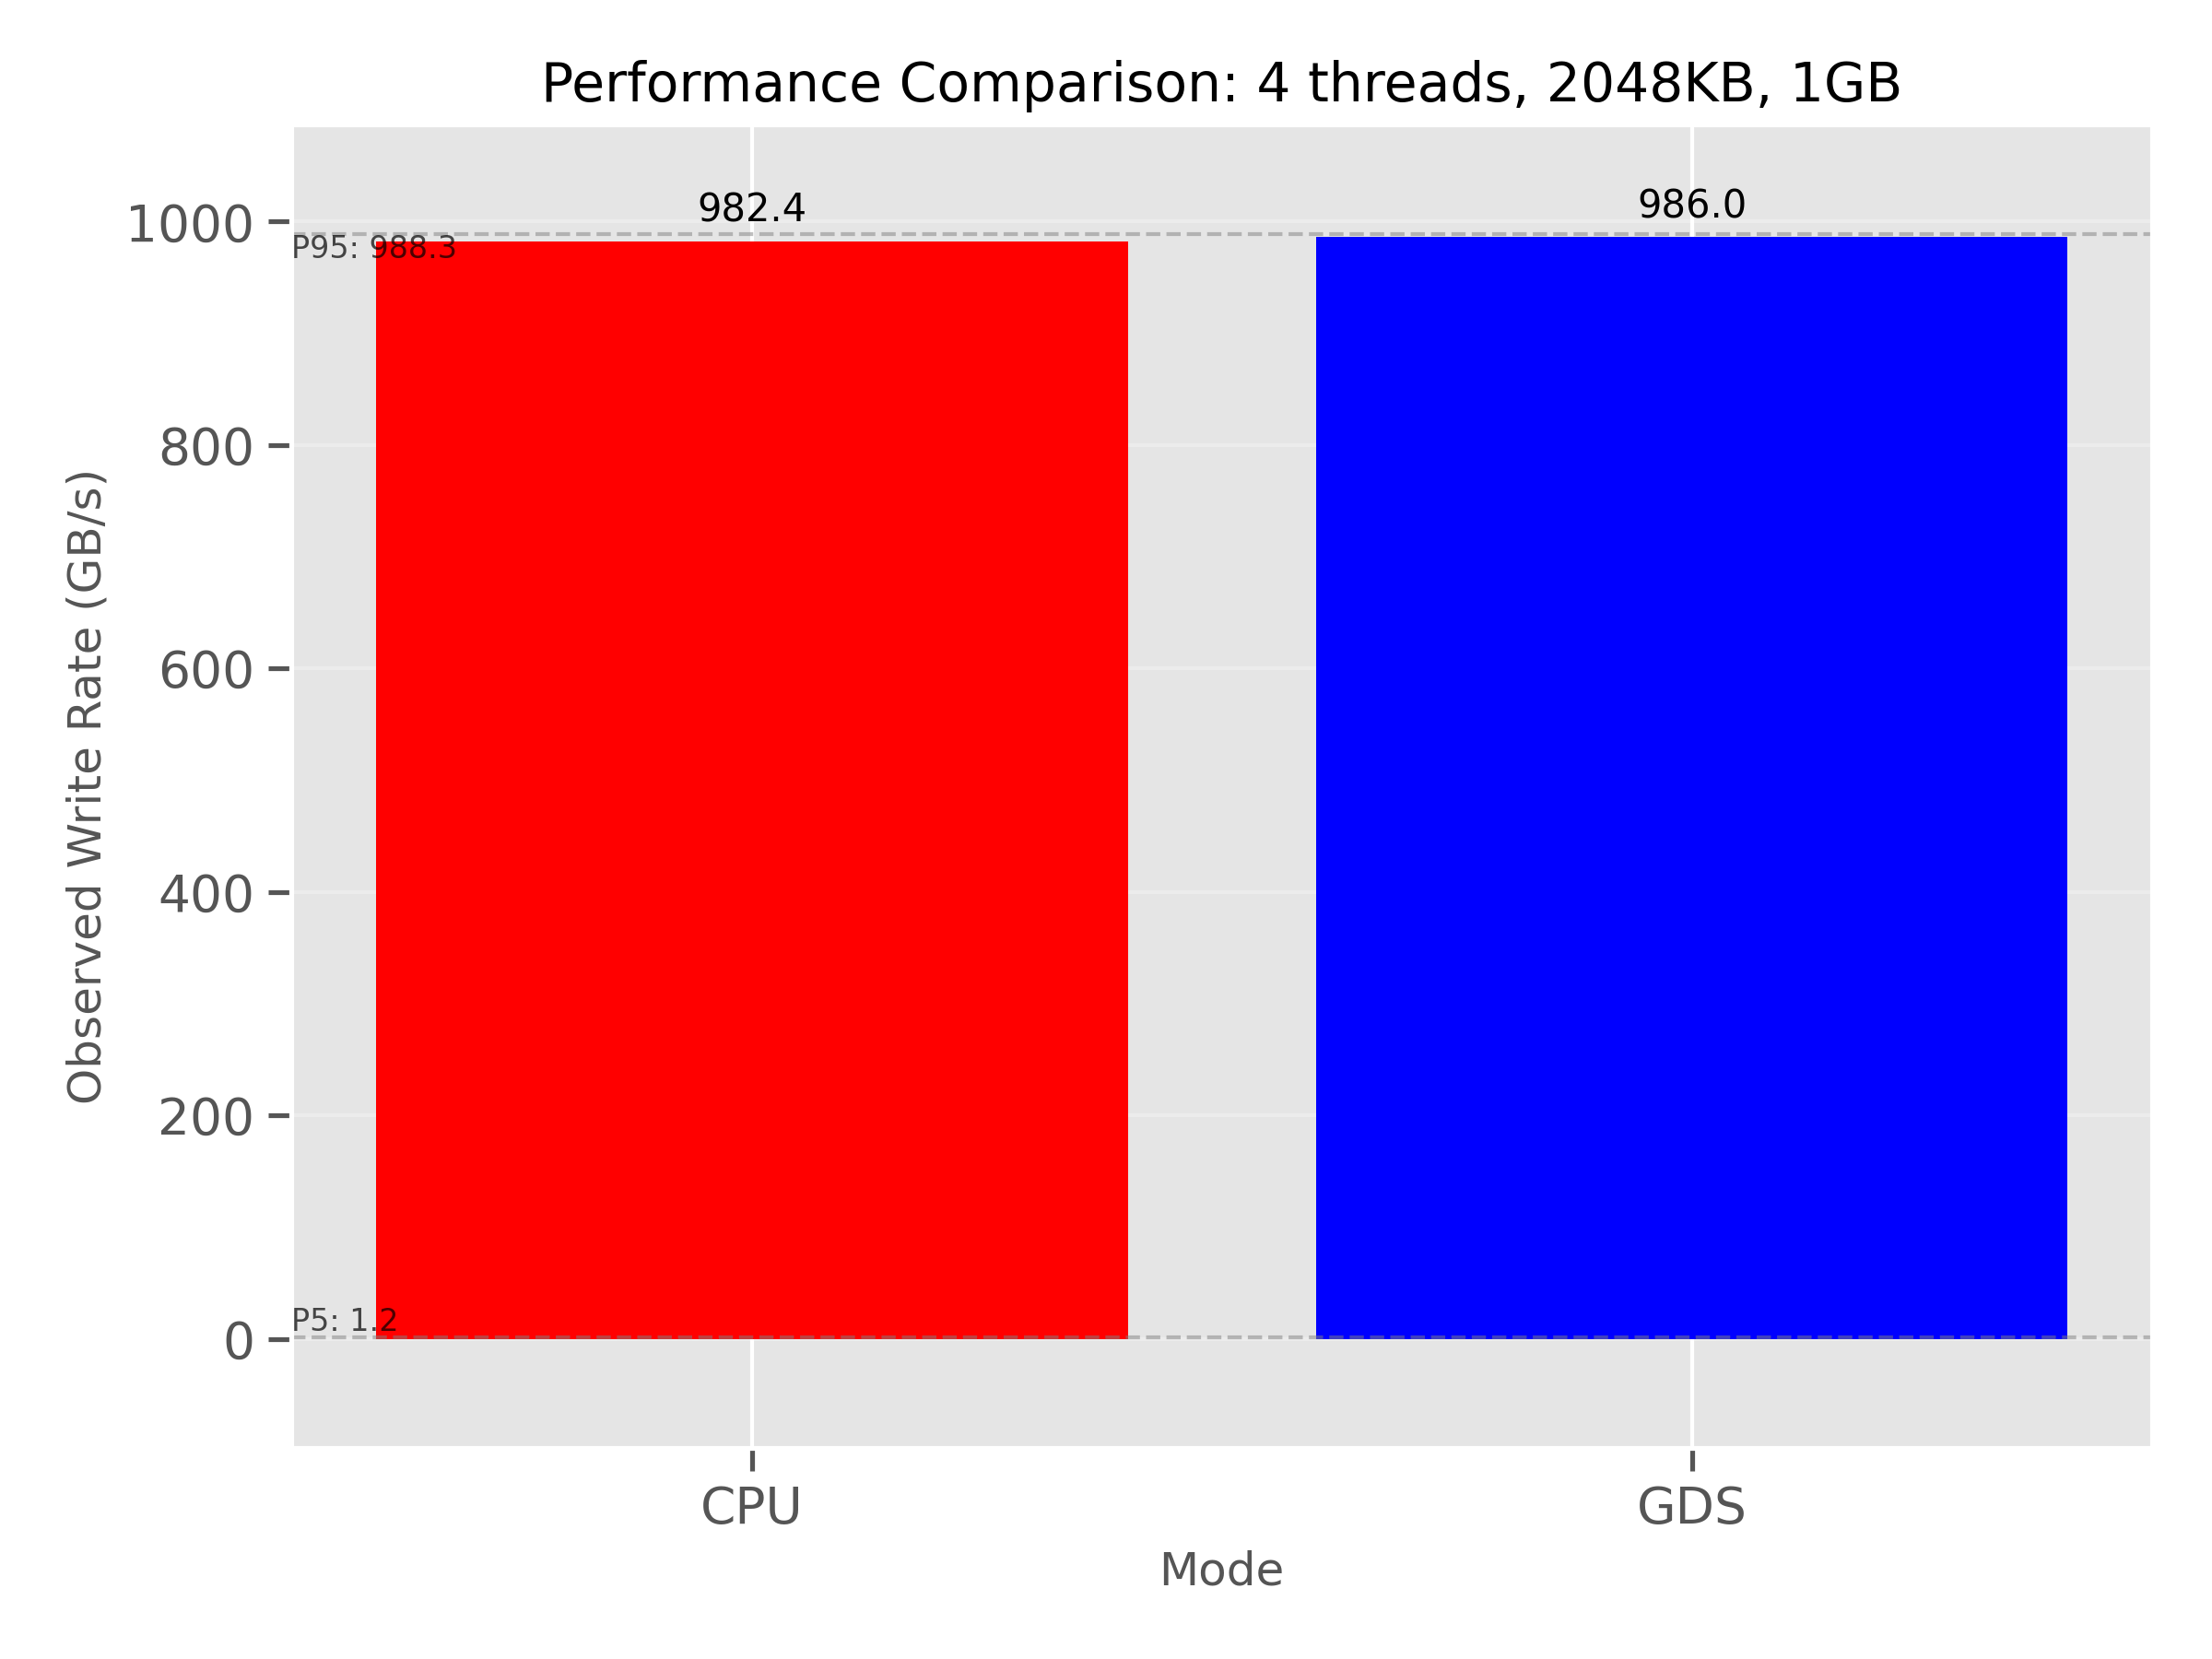 Performance Comparison: 4 threads, 2048KB, 1GB
Observed Write Rate (GB/s)
1000
800
600
400
200
0
982.4
986.0
P95: 988.3
P5: 1.2
CPU
GDS
Mode